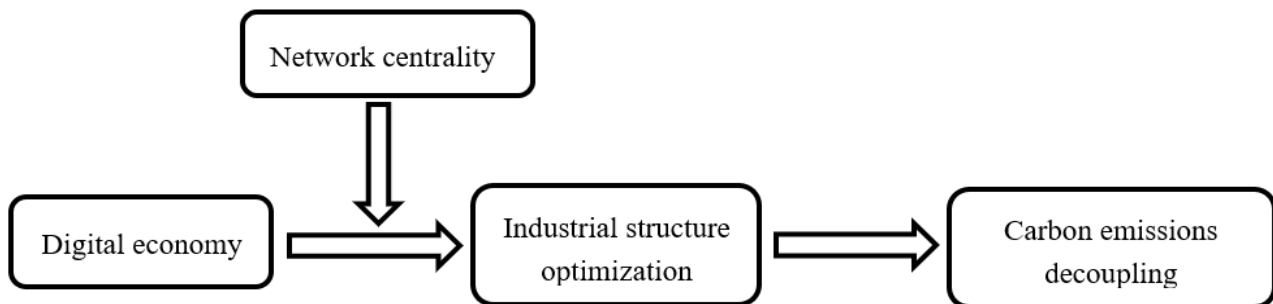 Network centrality
Digital economy
Industrial structure
optimization
Carbon emissions
decoupling